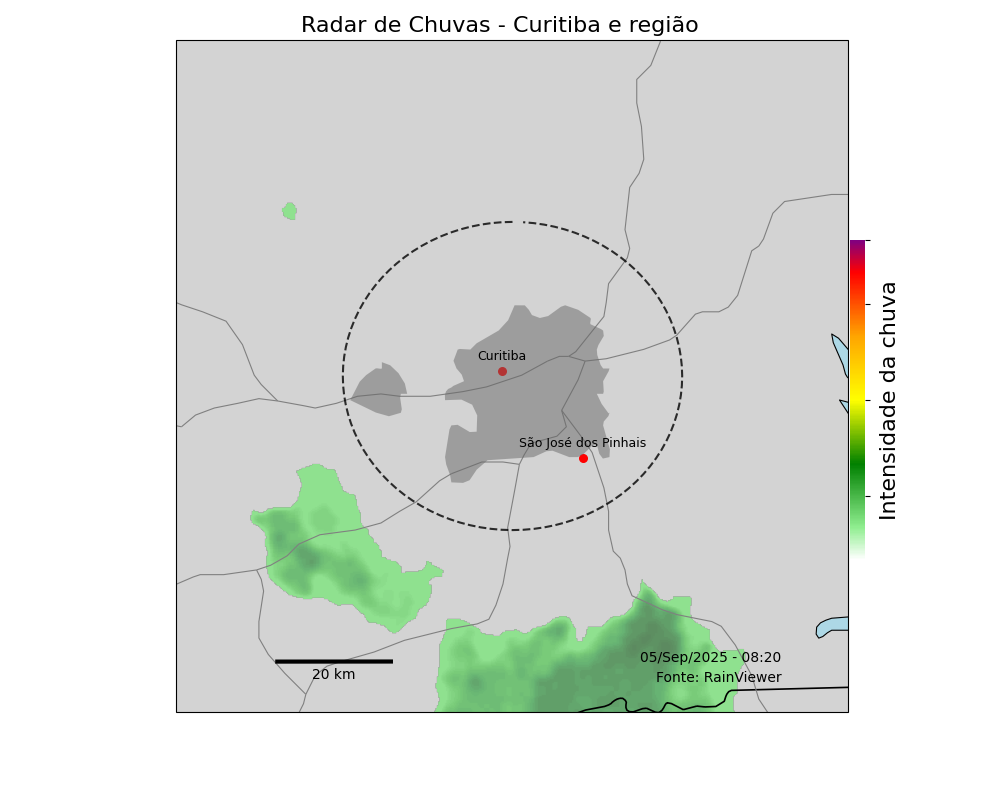 Radar de Chuvas - Curitiba e região
Curitiba
São José dos Pinhais
Intensidade da chuva
05/Sep/2025 - 08:20
Fonte: RainViewer
20 km